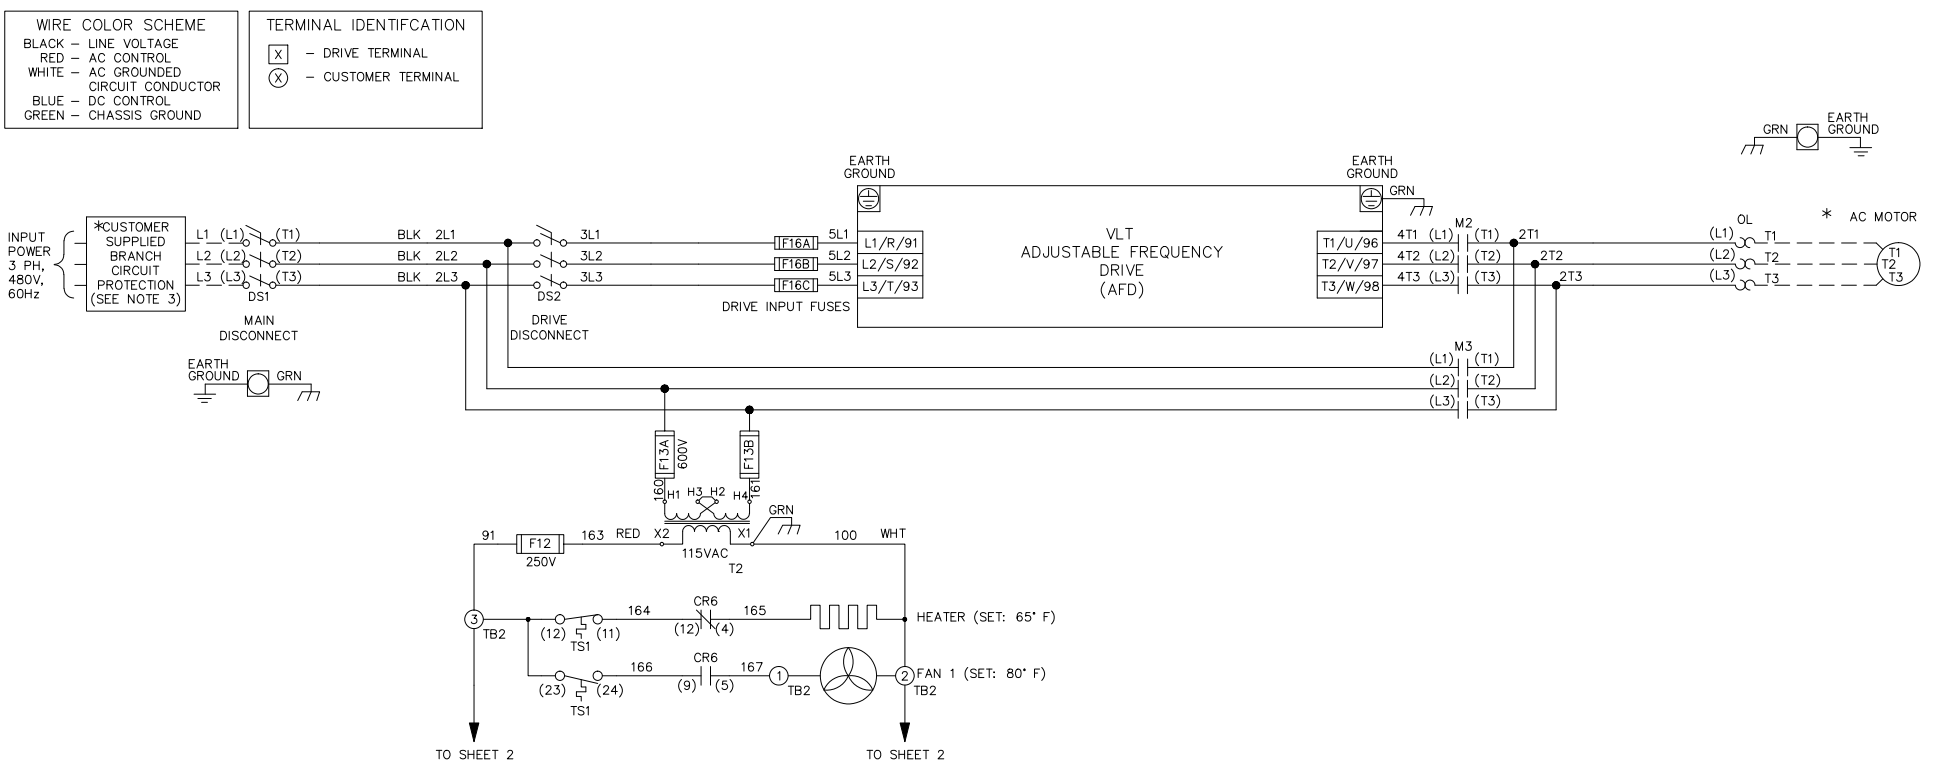 WIRE COLOR SCHEME
BLACK – LINE VOLTAGE
RED – AC CONTROL
WHITE – AC GROUNDED
CIRCUIT CONDUCTOR
BLUE – DC CONTROL
GREEN – CHASSIS GROUND
TERMINAL IDENTIFCATION
X – DRIVE TERMINAL
X – CUSTOMER TERMINAL
GRN
EARTH
GROUND
INPUT
POWER
3 PH,
480V,
60Hz
*CUSTOMER
SUPPLIED
BRANCH
CIRCUIT
PROTECTION
(SEE NOTE 3)
L1 (L1) (T1) BLK 2L1
L2 (L2) (T2) BLK 2L2
L3 (L3) (T3) BLK 2L3
DS1
MAIN
DISCONNECT
EARTH
GROUND
GRN
3L1
3L2
3L3
DS2
DRIVE
DISCONNECT
F16A 5L1
F16B 5L2
F16C 5L3
DRIVE INPUT FUSES
EARTH
GROUND
L1/R/91
L2/S/92
L3/T/93
VLT
ADJUSTABLE FREQUENCY
DRIVE
(AFD)
EARTH
GROUND
GRN
T1/U/96
T2/V/97
T3/W/98
M2
4T1 (L1) (T1) 2T1
4T2 (L2) (T2) 2T2
4T3 (L3) (T3) 2T3
OL
(L1) T1
(L2) T2
(L3) T3
* AC MOTOR
T1
T2
T3
M3
(L1) (T1)
(L2) (T2)
(L3) (T3)
F13A
600V
F13B
160
161
H1 H3 H2 H4
GRN
91 F12 163 RED X2 X1 100 WHT
250V
115VAC
T2
3
TB2
(12) (11)
TS1
164
CR6
(12) (4)
165
HEATER (SET: 65° F)
(23) (24)
TS1
166
CR6
(9) (5)
167
1
TB2
2
TB2
FAN 1 (SET: 80° F)
TO SHEET 2
TO SHEET 2